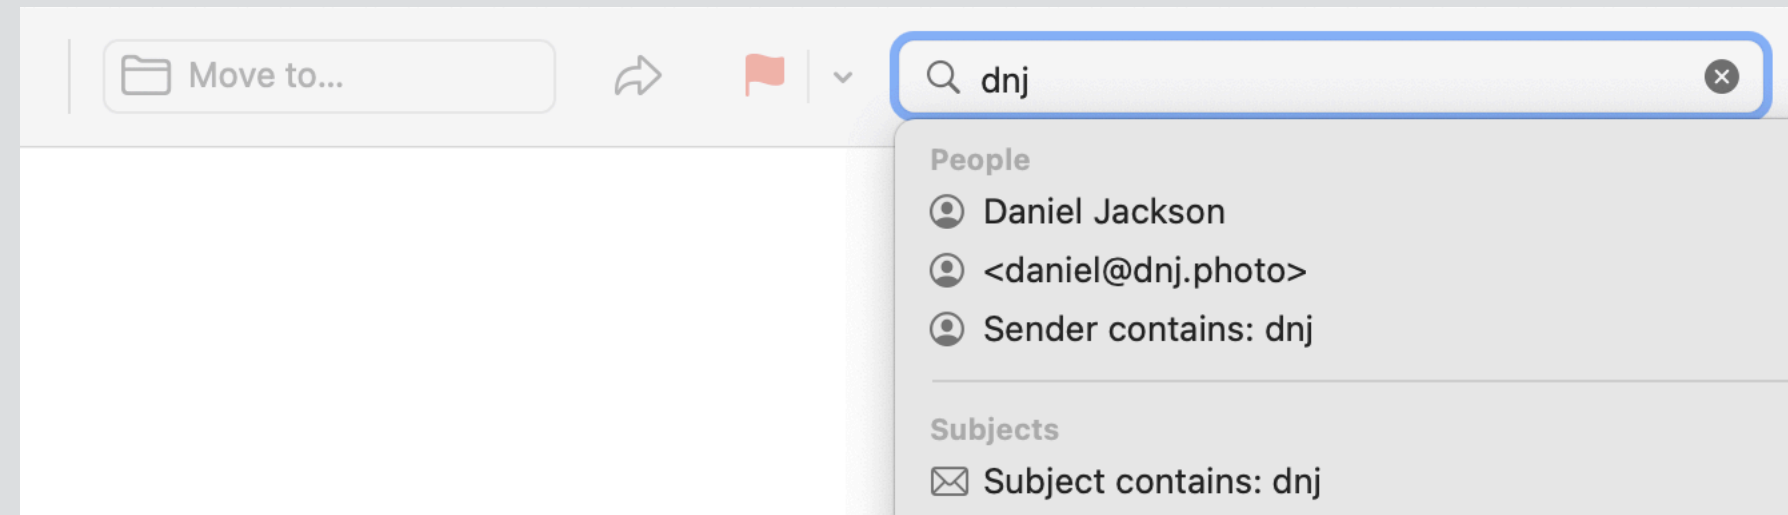 Move to...
dnj
People
Daniel Jackson
<daniel@dnj.photo>
Sender contains: dnj
Subjects
Subject contains: dnj